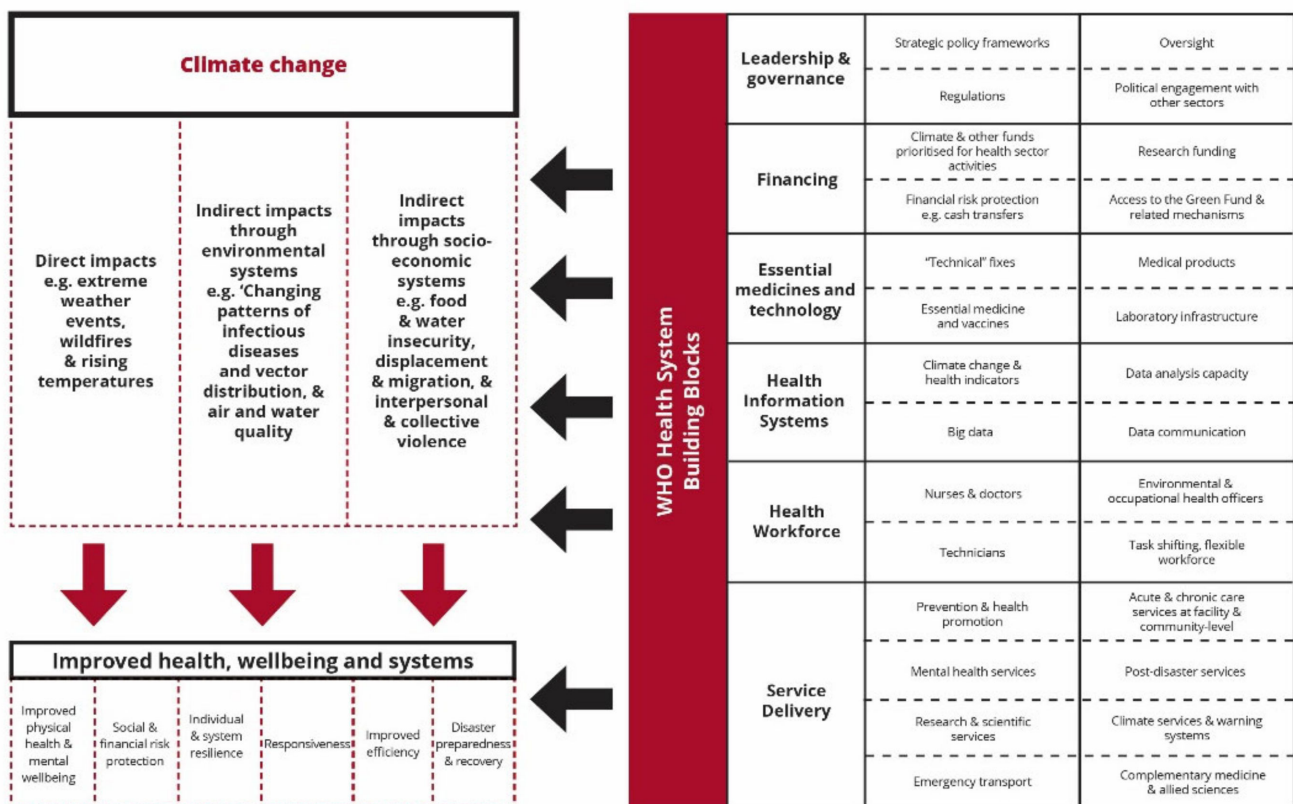 Climate change
Direct impacts
e.g. extreme
weather
events,
wildfires
& rising
temperatures
Indirect impacts
through
environmental
systems
e.g. ‘Changing
patterns of
infectious
diseases
and vector
distribution, &
air and water
quality
Indirect
impacts
through socio-
economic
systems
e.g. food
& water
insecurity,
displacement
& migration, &
interpersonal
& collective
violence
Improved health, wellbeing and systems
Improved
physical
health &
mental
wellbeing
Social &
financial risk
protection
Individual
& system
resilience
Responsiveness
Improved
efficiency
Disaster
preparedness
& recovery
WHO Health System
Building Blocks
Leadership &
governance
Strategic policy frameworks
Oversight
Regulations
Political engagement with
other sectors
Financing
Climate & other funds
prioritised for health sector
activities
Research funding
Financial risk protection
e.g. cash transfers
Access to the Green Fund &
related mechanisms
Essential
medicines and
technology
“Technical” fixes
Medical products
Essential medicine
and vaccines
Laboratory infrastructure
Health
Information
Systems
Climate change &
health indicators
Data analysis capacity
Big data
Data communication
Health
Workforce
Nurses & doctors
Environmental &
occupational health officers
Technicians
Task shifting, flexible
workforce
Service
Delivery
Prevention & health
promotion
Acute & chronic care
services at facility &
community-level
Mental health services
Post-disaster services
Research & scientific
services
Climate services & warning
systems
Emergency transport
Complementary medicine
& allied sciences